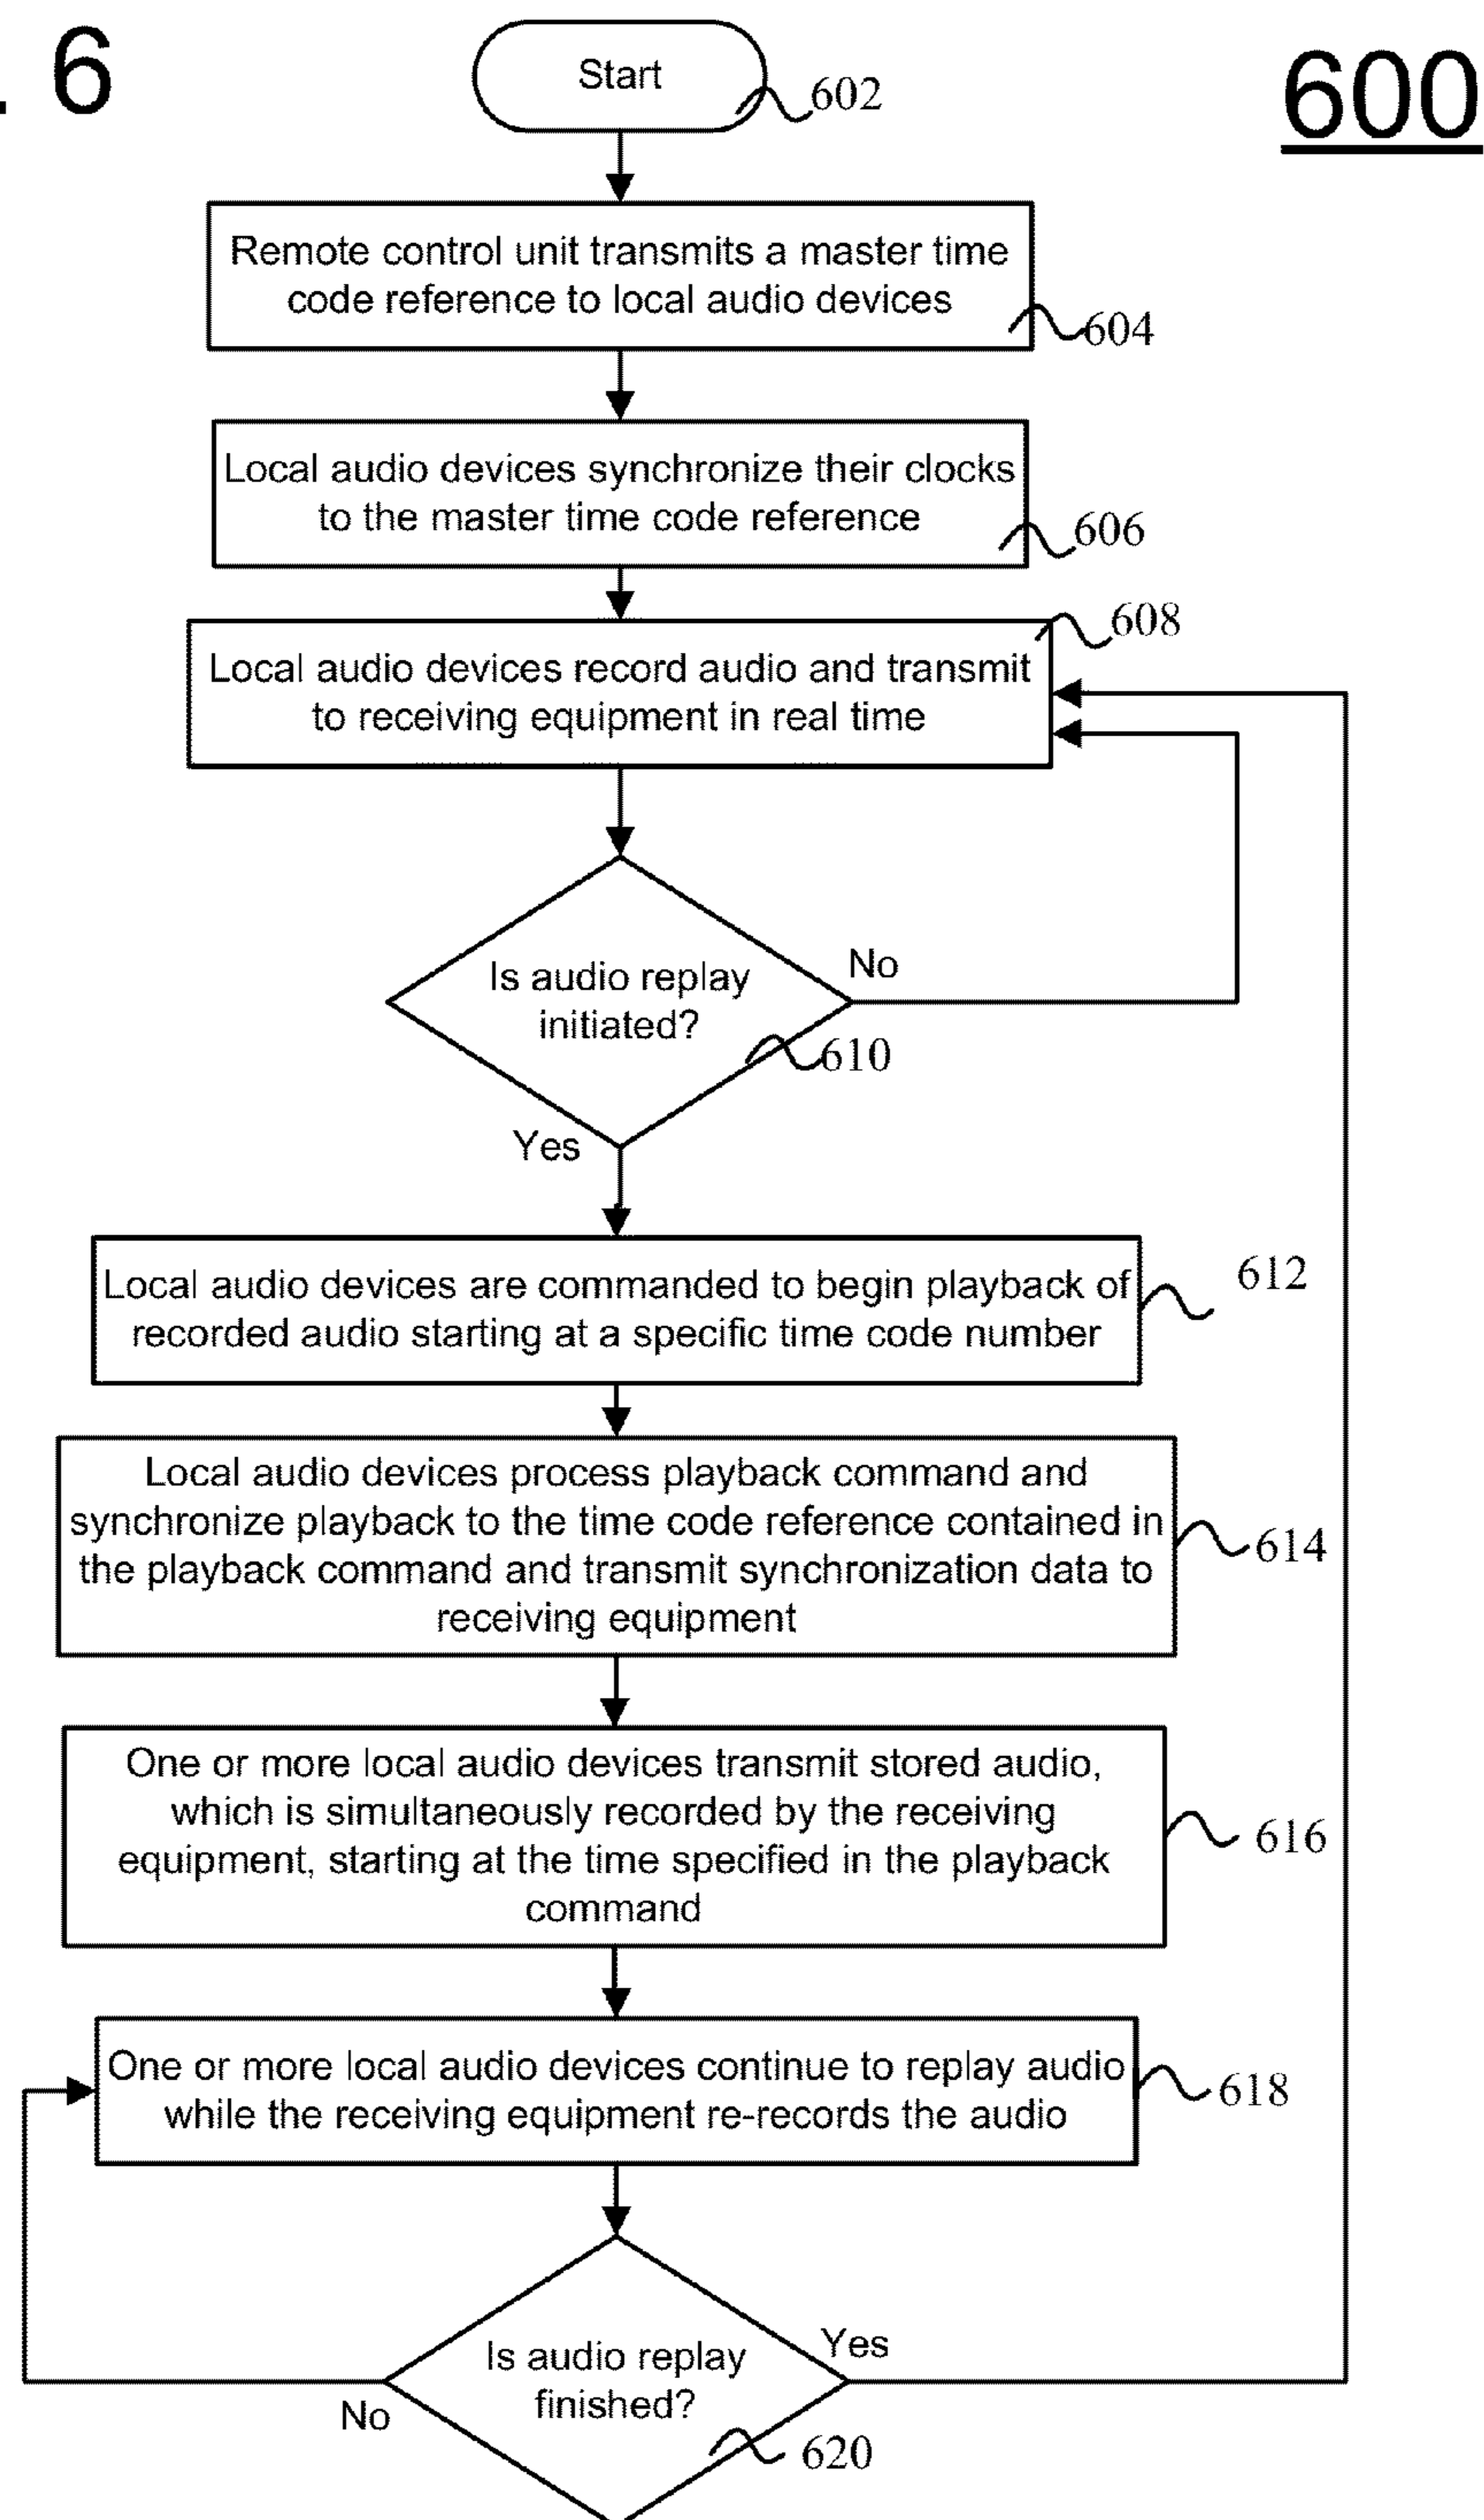 . 6
600
Start
602
Remote control unit transmits a master time
code reference to local audio devices
604
Local audio devices synchronize their clocks
to the master time code reference
606
608
Local audio devices record audio and transmit
to receiving equipment in real time
Is audio replay
initiated?
No
610
Yes
Local audio devices are commanded to begin playback of
recorded audio starting at a specific time code number
612
Local audio devices process playback command and
synchronize playback to the time code reference contained in
the playback command and transmit synchronization data to
receiving equipment
614
One or more local audio devices transmit stored audio,
which is simultaneously recorded by the receiving
equipment, starting at the time specified in the playback
command
616
One or more local audio devices continue to replay audio
while the receiving equipment re-records the audio
618
Is audio replay
finished?
Yes
No
620